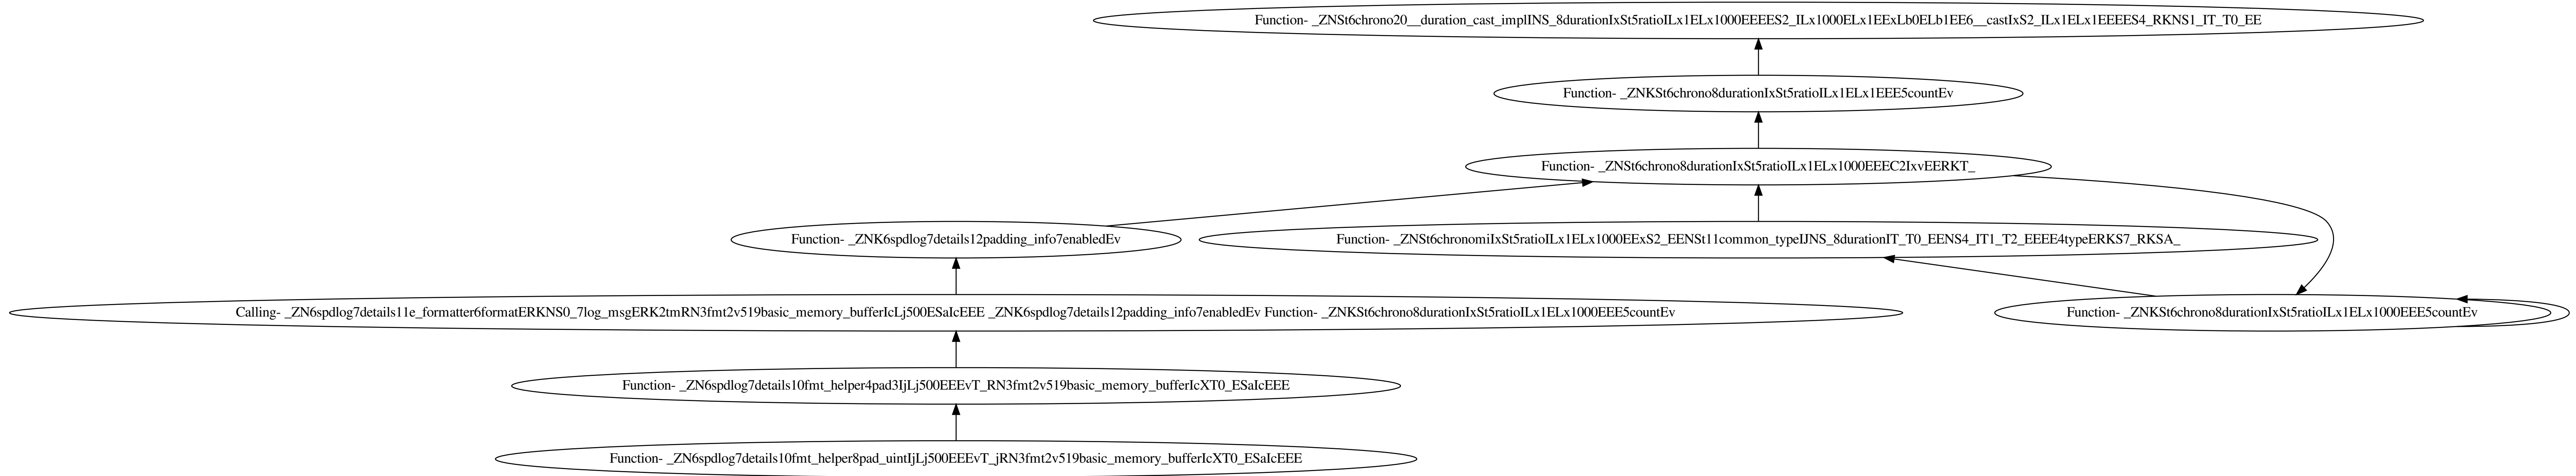 Function- _ZNSt6chrono20__duration_cast_implINS_8durationIxSt5ratioILx1ELx1000EEEES2_ILx1000ELx1EExLb0ELb1EE6__castIxS2_ILx1ELx1EEEES4_RKNS1_IT_T0_EE
Function- _ZNKSt6chrono8durationIxSt5ratioILx1ELx1EEE5countEv
Function- _ZNSt6chrono8durationIxSt5ratioILx1ELx1000EEEC2IxvEERKT_
Function- _ZNK6spdlog7details12padding_info7enabledEv
Function- _ZNSt6chronomiIxSt5ratioILx1ELx1000EExS2_EENSt11common_typeIJNS_8durationIT_T0_EENS4_IT1_T2_EEEE4typeERKS7_RKSA_
Calling- _ZN6spdlog7details11e_formatter6formatERKNS0_7log_msgERK2tmRN3fmt2v519basic_memory_bufferIcLj500ESaIcEEE _ZNK6spdlog7details12padding_info7enabledEv Function- _ZNKSt6chrono8durationIxSt5ratioILx1ELx1000EEE5countEv
Function- _ZNKSt6chrono8durationIxSt5ratioILx1ELx1000EEE5countEv
Function- _ZN6spdlog7details10fmt_helper4pad3IjLj500EEEvT_RN3fmt2v519basic_memory_bufferIcXT0_ESaIcEEE
Function- _ZN6spdlog7details10fmt_helper8pad_uintIjLj500EEEvT_jRN3fmt2v519basic_memory_bufferIcXT0_ESaIcEEE